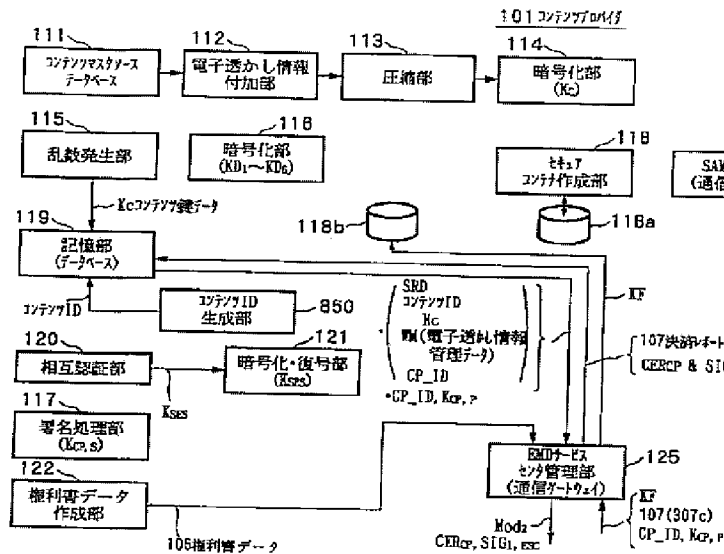 101 コンテンツプロバイダ
111
コンテンツマスタソース
データベース
112
電子透かし情報
付加部
113
圧縮部
114
暗号化部
(Kc)
115
乱数発生部
116
暗号化部
(KD1～KD6)
118
セキュア
コンテナ作成部
SAM
(通信
Kcコンテンツ鍵データ
118b
118a
119
記憶部
(データベース)
KF
コンテンツID
コンテンツID
生成部
850
SRD
コンテンツID
Kc
WM(電子透かし情報
管理データ)
CP_ID
•CP_ID, KCP,P
107決済レポート
CERCP & SIG
120
相互認証部
KSES
121
暗号化・復号部
(KSES)
117
署名処理部
(KCP,S)
122
権利書データ
作成部
106権利書データ
EMDサービス
センタ管理部
(通信ゲートウェイ)
125
Mod2
CERCP, SIG1,ESC
KF
107(307c)
CP_ID, KCP,P